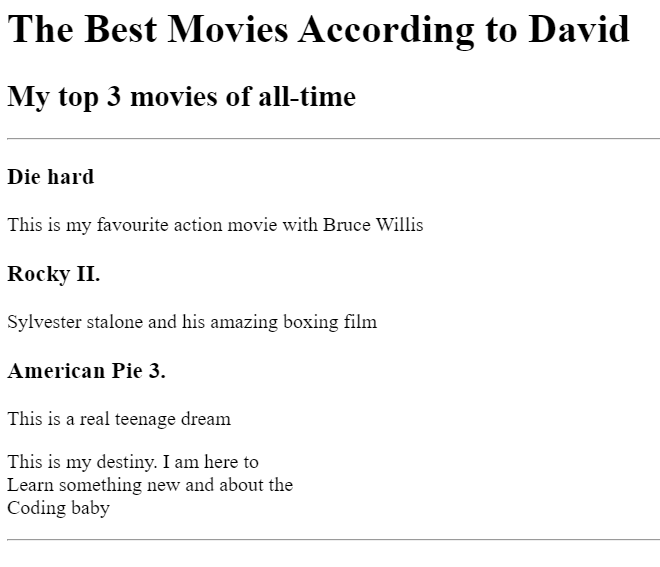 The Best Movies According to David
My top 3 movies of all-time
Die hard
This is my favourite action movie with Bruce Willis
Rocky II.
Sylvester stalone and his amazing boxing film
American Pie 3.
This is a real teenage dream
This is my destiny. I am here to
Learn something new and about the
Coding baby